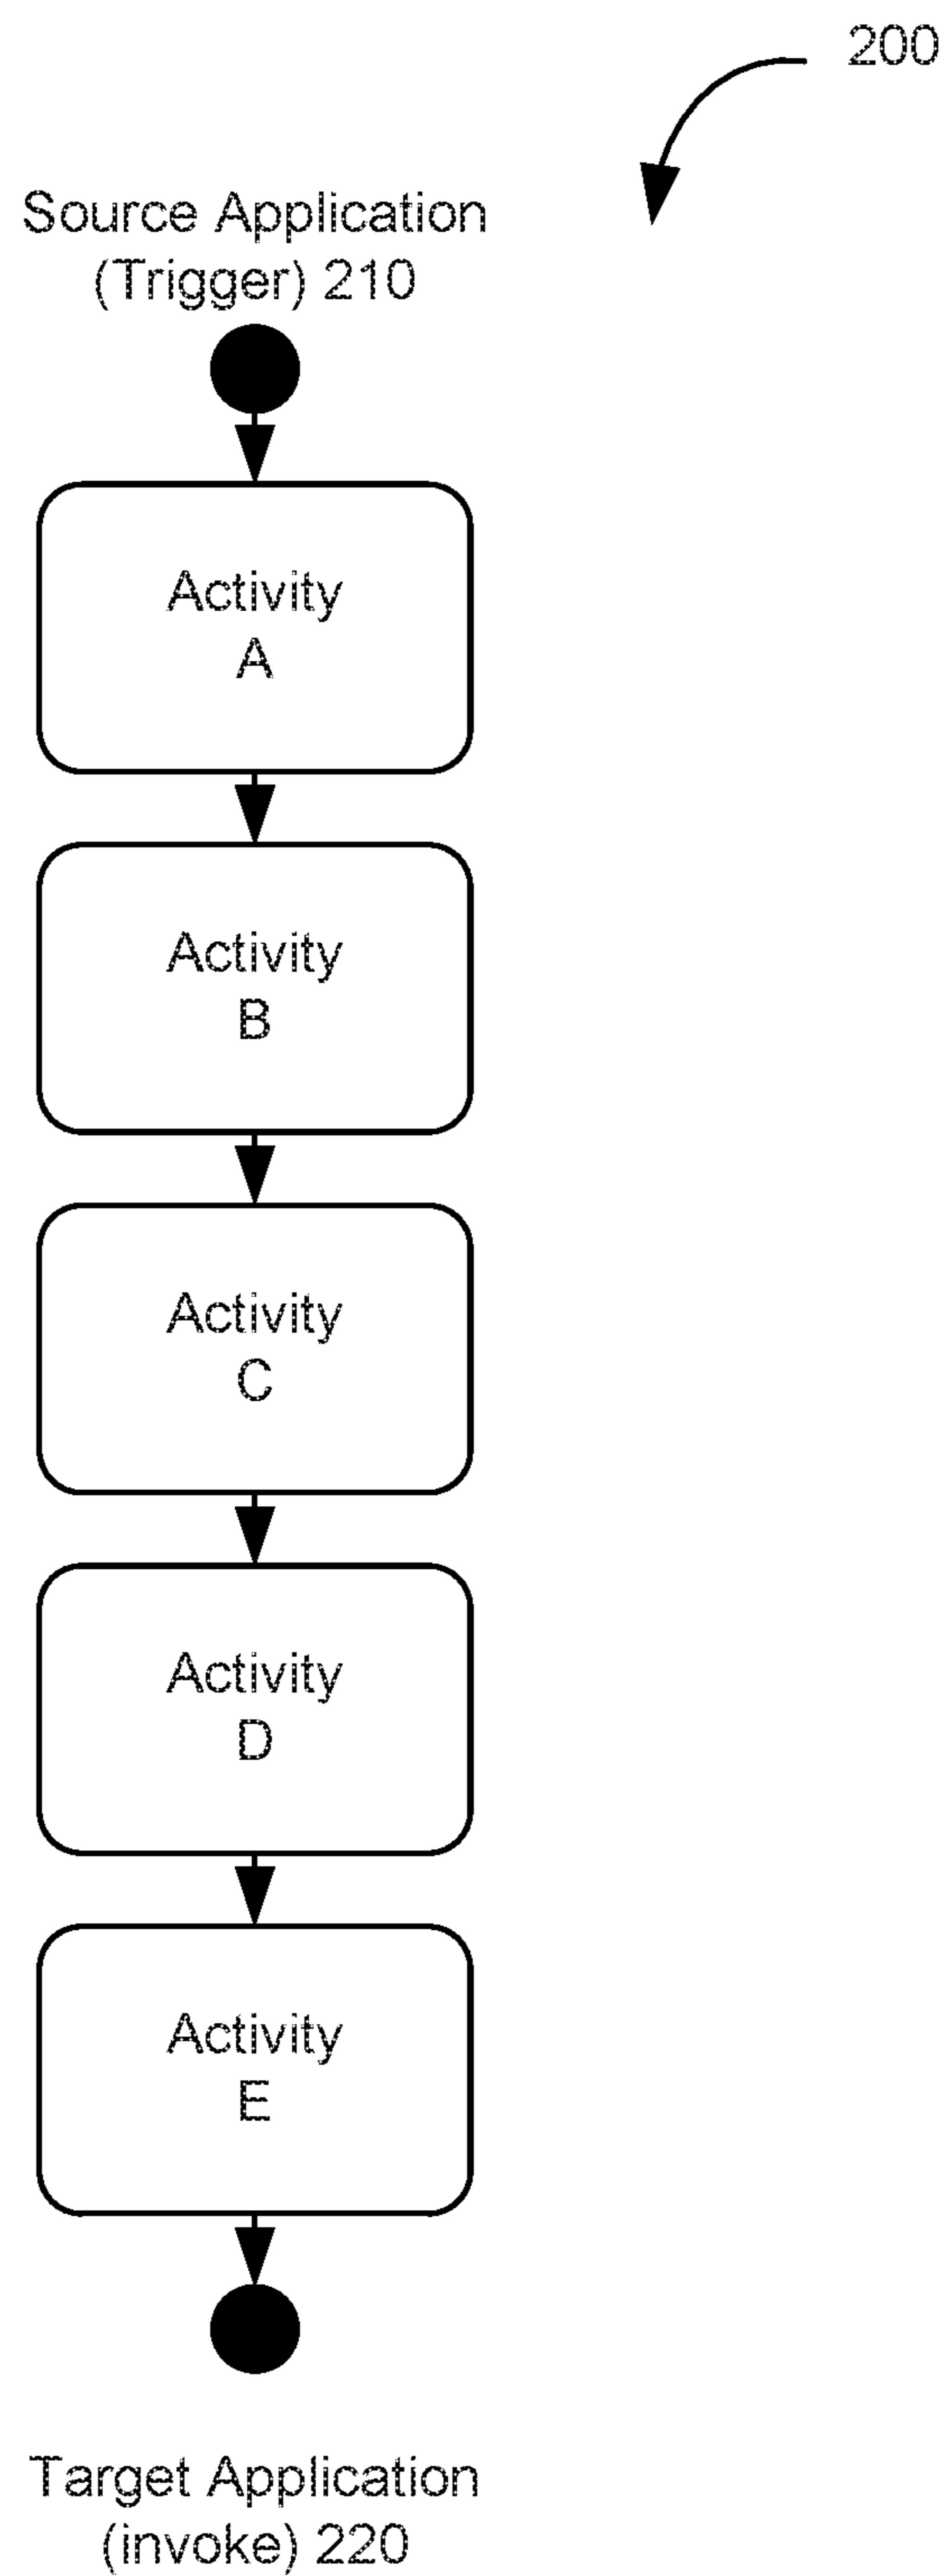 200
Source Application
(Trigger) 210
Activity
A
Activity
B
Activity
C
Activity
D
Activity
E
Target Application
(invoke) 220